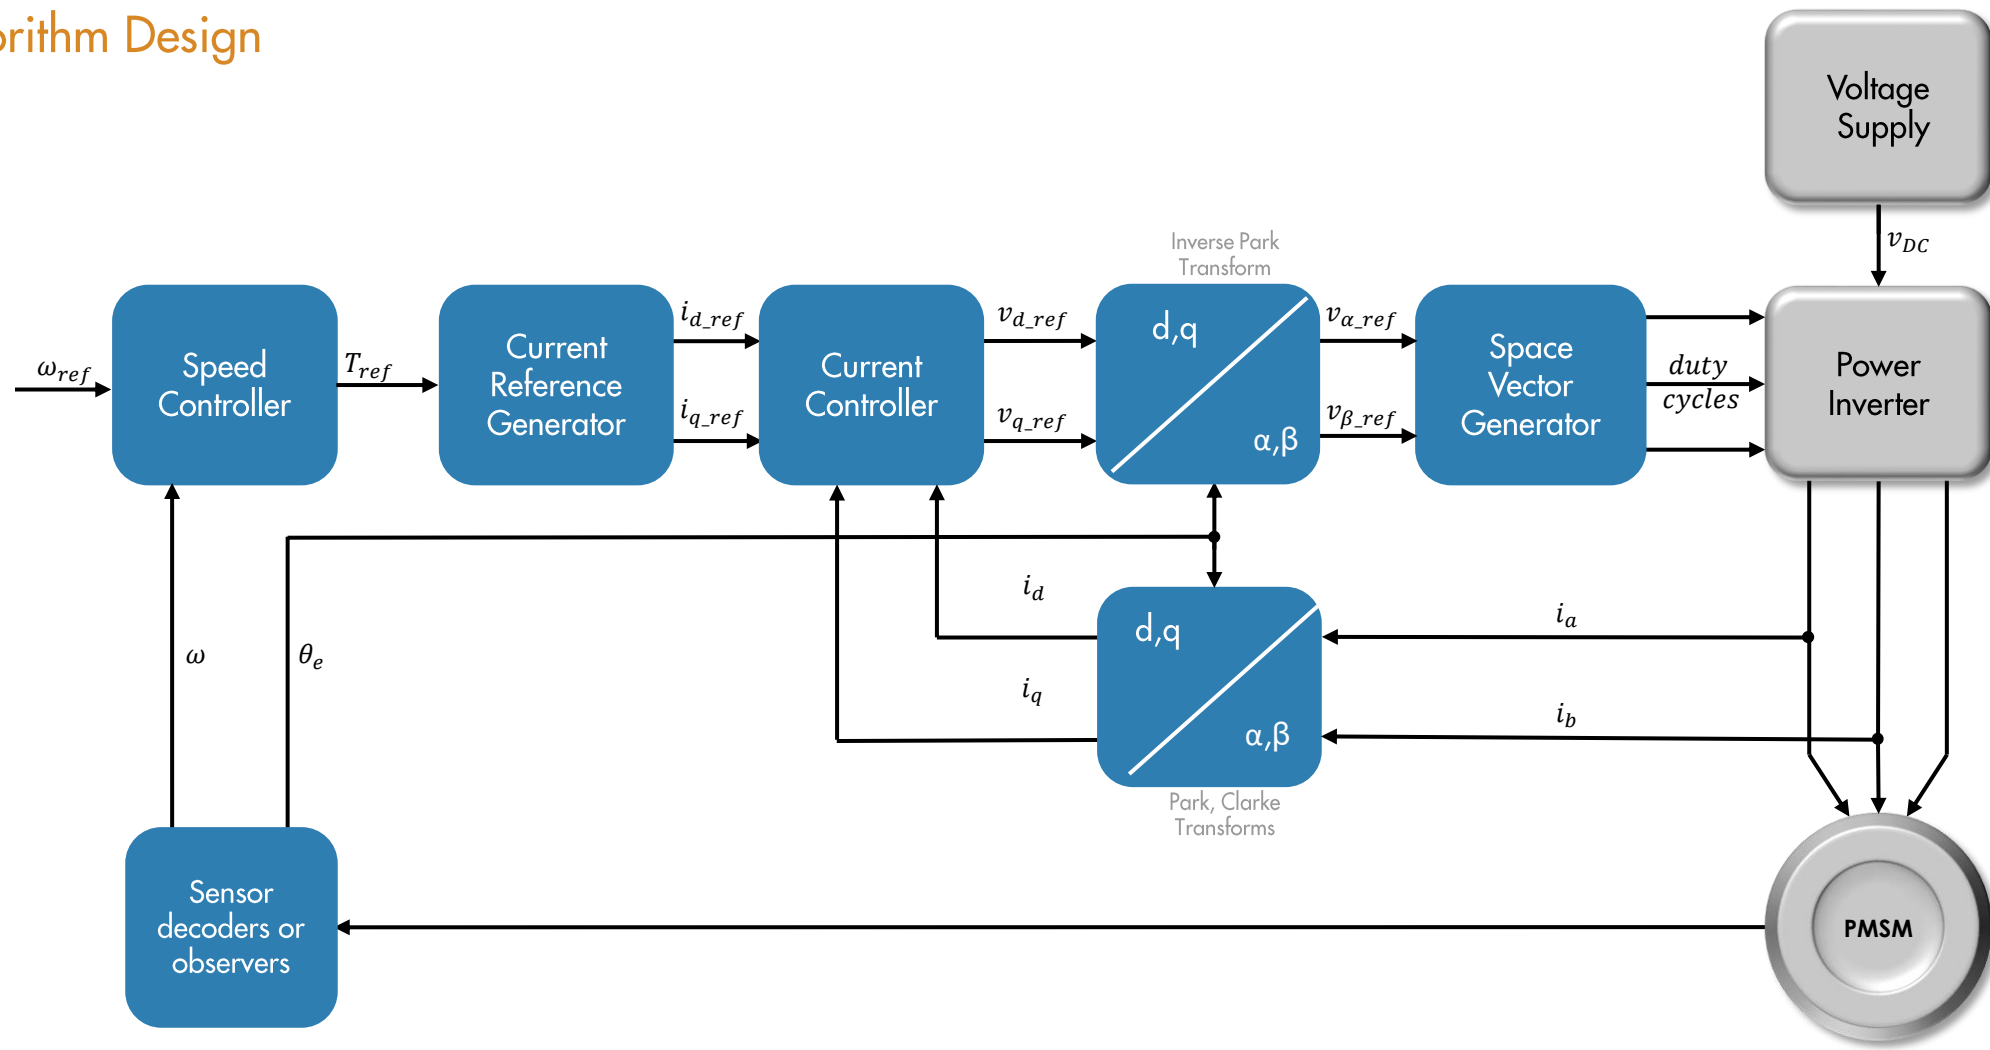 orithm Design
Voltage
Supply
v_DC
Inverse Park
Transform
ω_ref
Speed
Controller
T_ref
Current
Reference
Generator
i_d_ref
i_q_ref
Current
Controller
v_d_ref
v_q_ref
d,q
α,β
v_α_ref
v_β_ref
Space
Vector
Generator
duty
cycles
Power
Inverter
ω
θ_e
i_d
i_q
d,q
α,β
i_a
i_b
Park, Clarke
Transforms
Sensor
decoders or
observers
PMSM